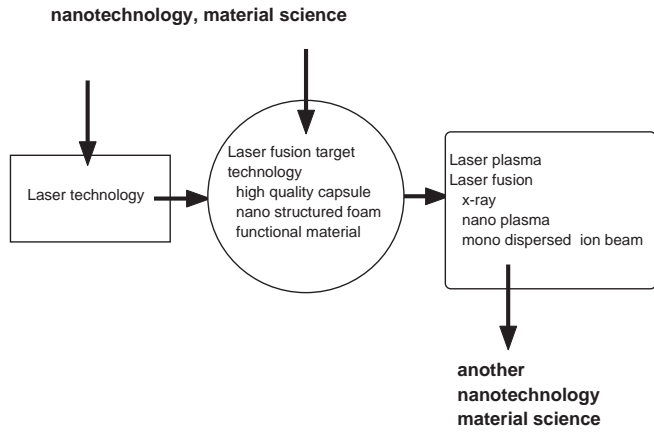 nanotechnology, material science
Laser technology
Laser fusion target
technology
high quality capsule
nano structured foam
functional material
Laser plasma
Laser fusion
x-ray
nano plasma
mono dispersed ion beam
another
nanotechnology
material science